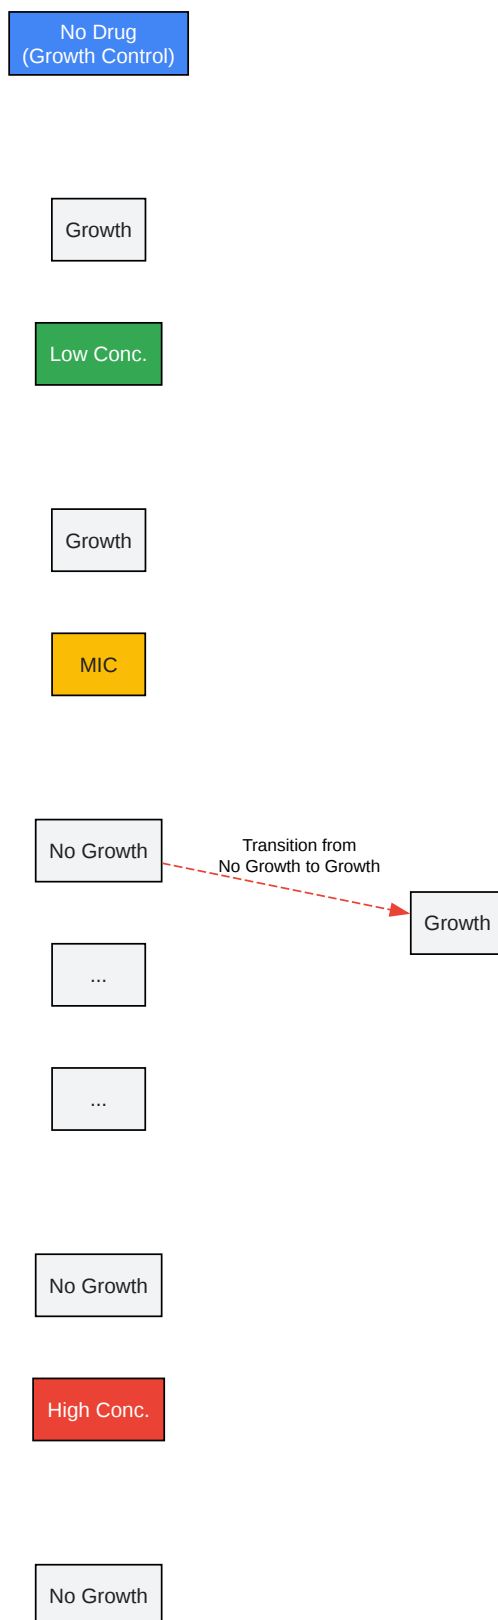 No Drug
(Growth Control)
Growth
Low Conc.
Growth
MIC
No Growth
Transition from
No Growth to Growth
Growth
...
...
No Growth
High Conc.
No Growth